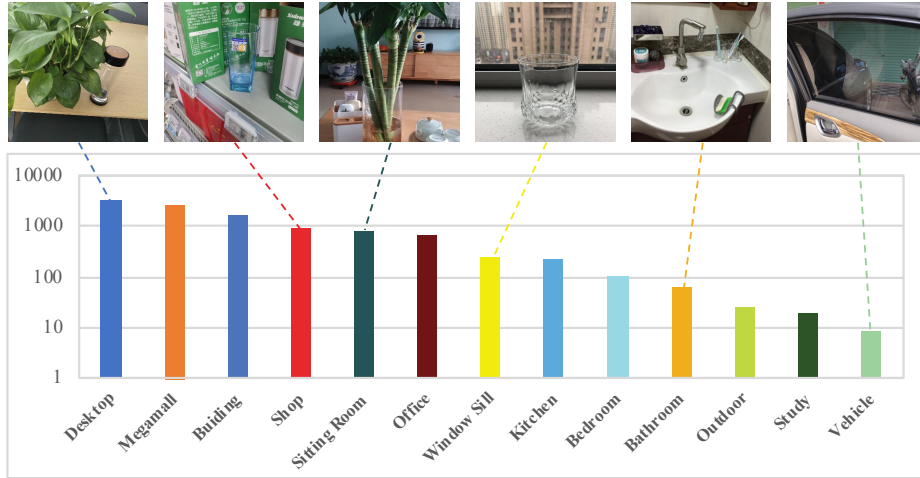 10000
1000
100
10
1
Desktop
Megamall
Buiding
Shop
Sitting Room
Office
Window Sill
Kitchen
Bedroom
Bathroom
Outdoor
Study
Vehicle